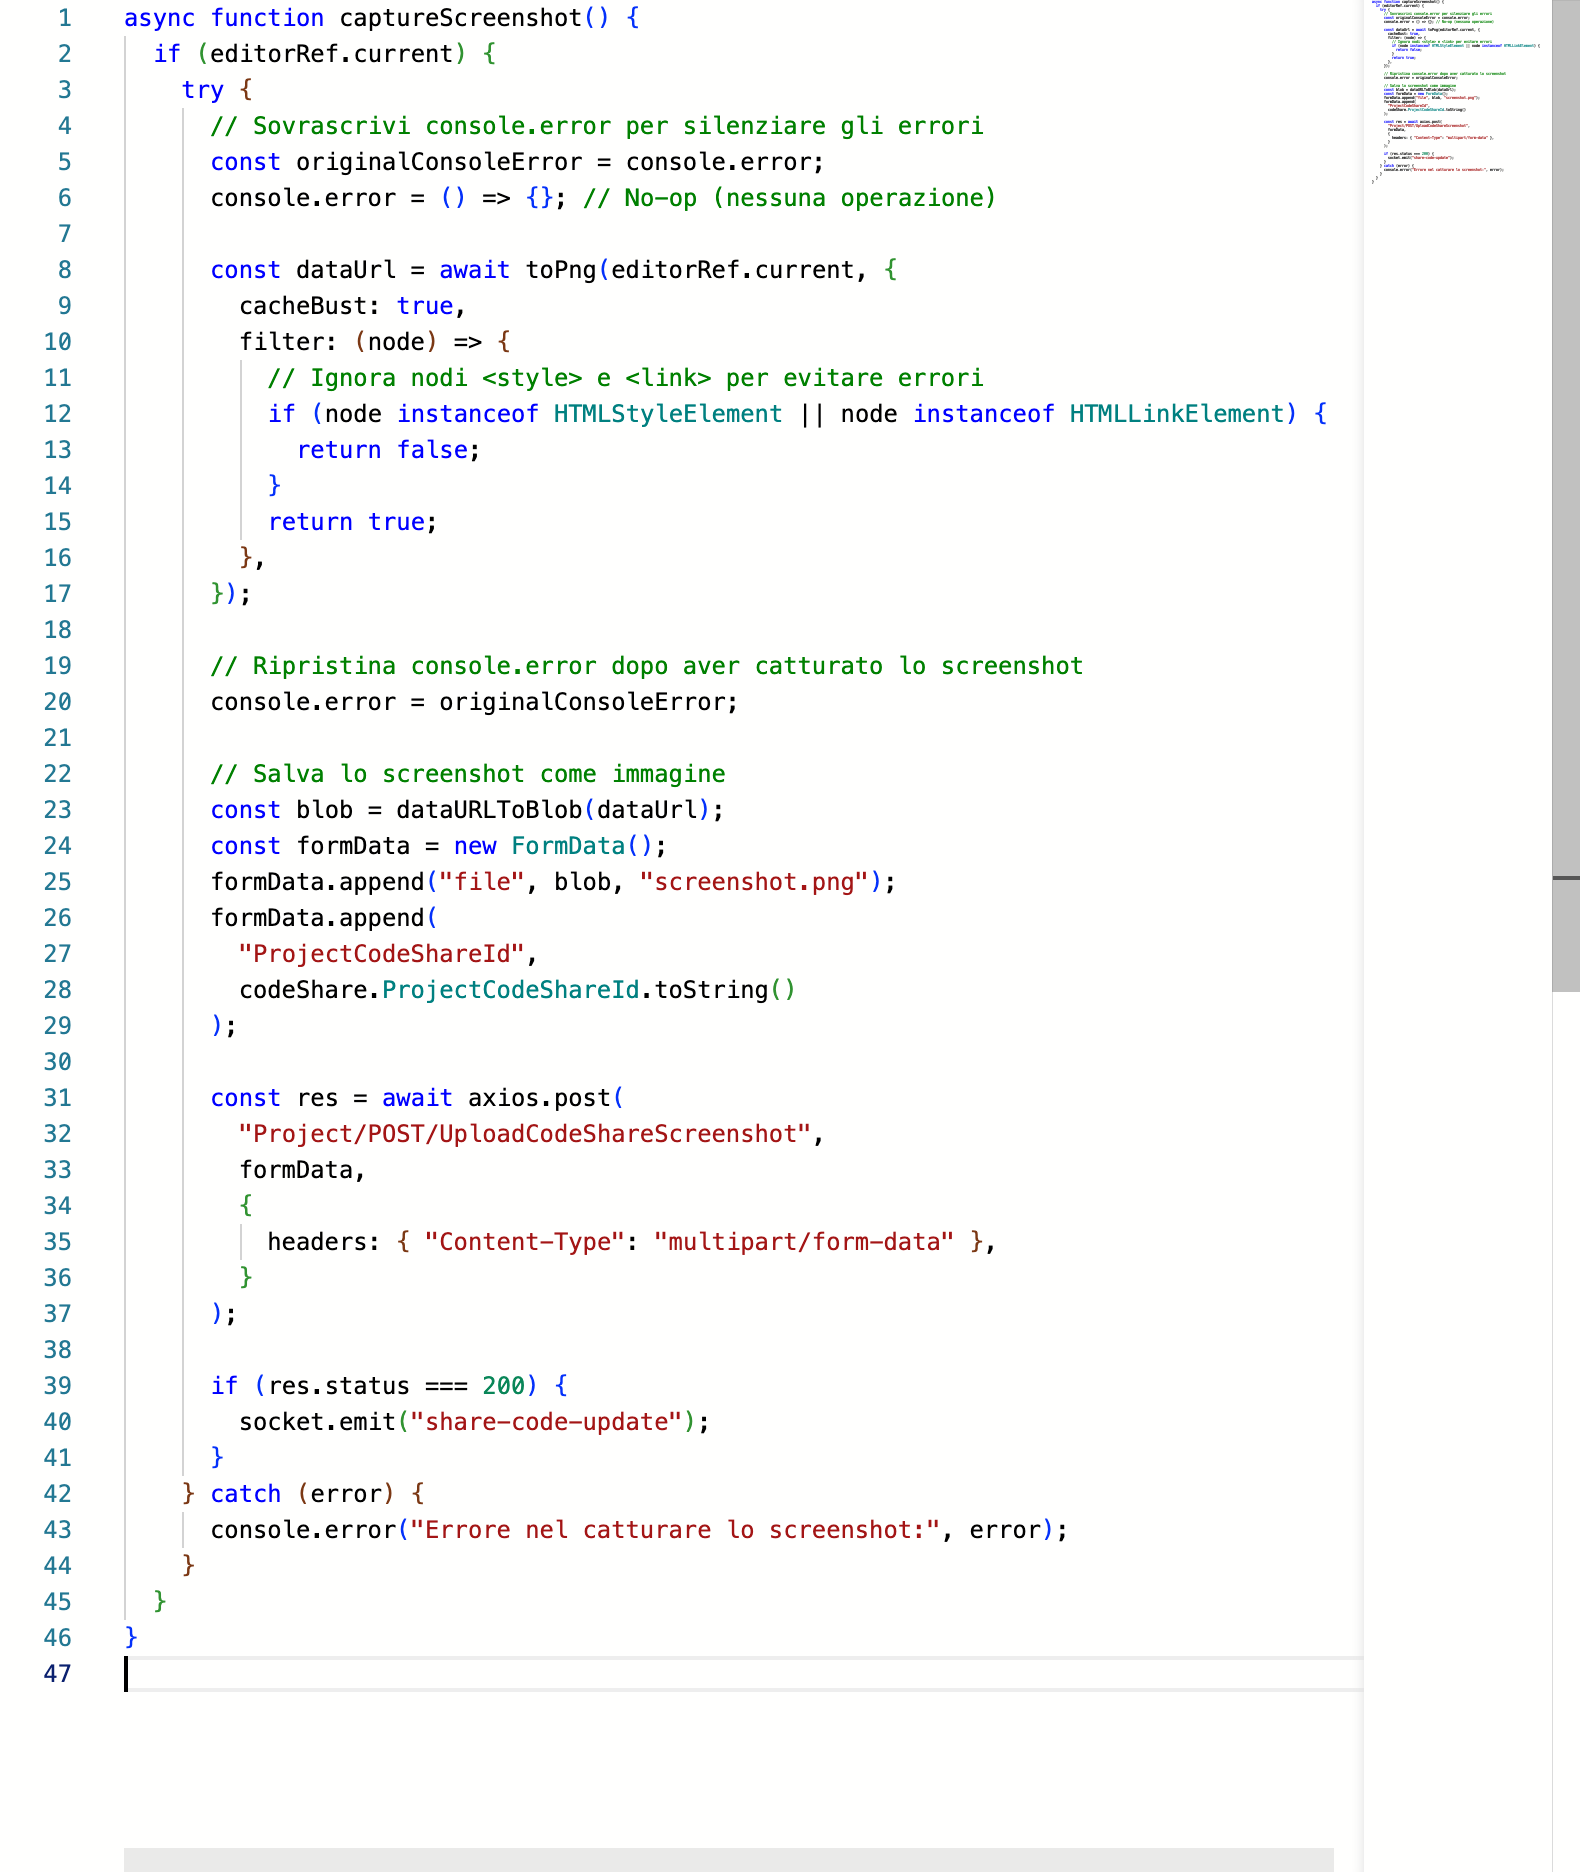 1 async function captureScreenshot() {
2   if (editorRef.current) {
3     try {
4       // Sovrascrivi console.error per silenziare gli errori
5       const originalConsoleError = console.error;
6       console.error = () => {}; // No-op (nessuna operazione)
7
8       const dataUrl = await toPng(editorRef.current, {
9         cacheBust: true,
10         filter: (node) => {
11           // Ignora nodi <style> e <link> per evitare errori
12           if (node instanceof HTMLStyleElement || node instanceof HTMLLinkElement) {
13             return false;
14           }
15           return true;
16         },
17       });
18
19       // Ripristina console.error dopo aver catturato lo screenshot
20       console.error = originalConsoleError;
21
22       // Salva lo screenshot come immagine
23       const blob = dataURLToBlob(dataUrl);
24       const formData = new FormData();
25       formData.append("file", blob, "screenshot.png");
26       formData.append(
27         "ProjectCodeShareId",
28         codeShare.ProjectCodeShareId.toString()
29       );
30
31       const res = await axios.post(
32         "Project/POST/UploadCodeShareScreenshot",
33         formData,
34         {
35           headers: { "Content-Type": "multipart/form-data" },
36         }
37       );
38
39       if (res.status === 200) {
40         socket.emit("share-code-update");
41       }
42     } catch (error) {
43       console.error("Errore nel catturare lo screenshot:", error);
44     }
45   }
46 }
47